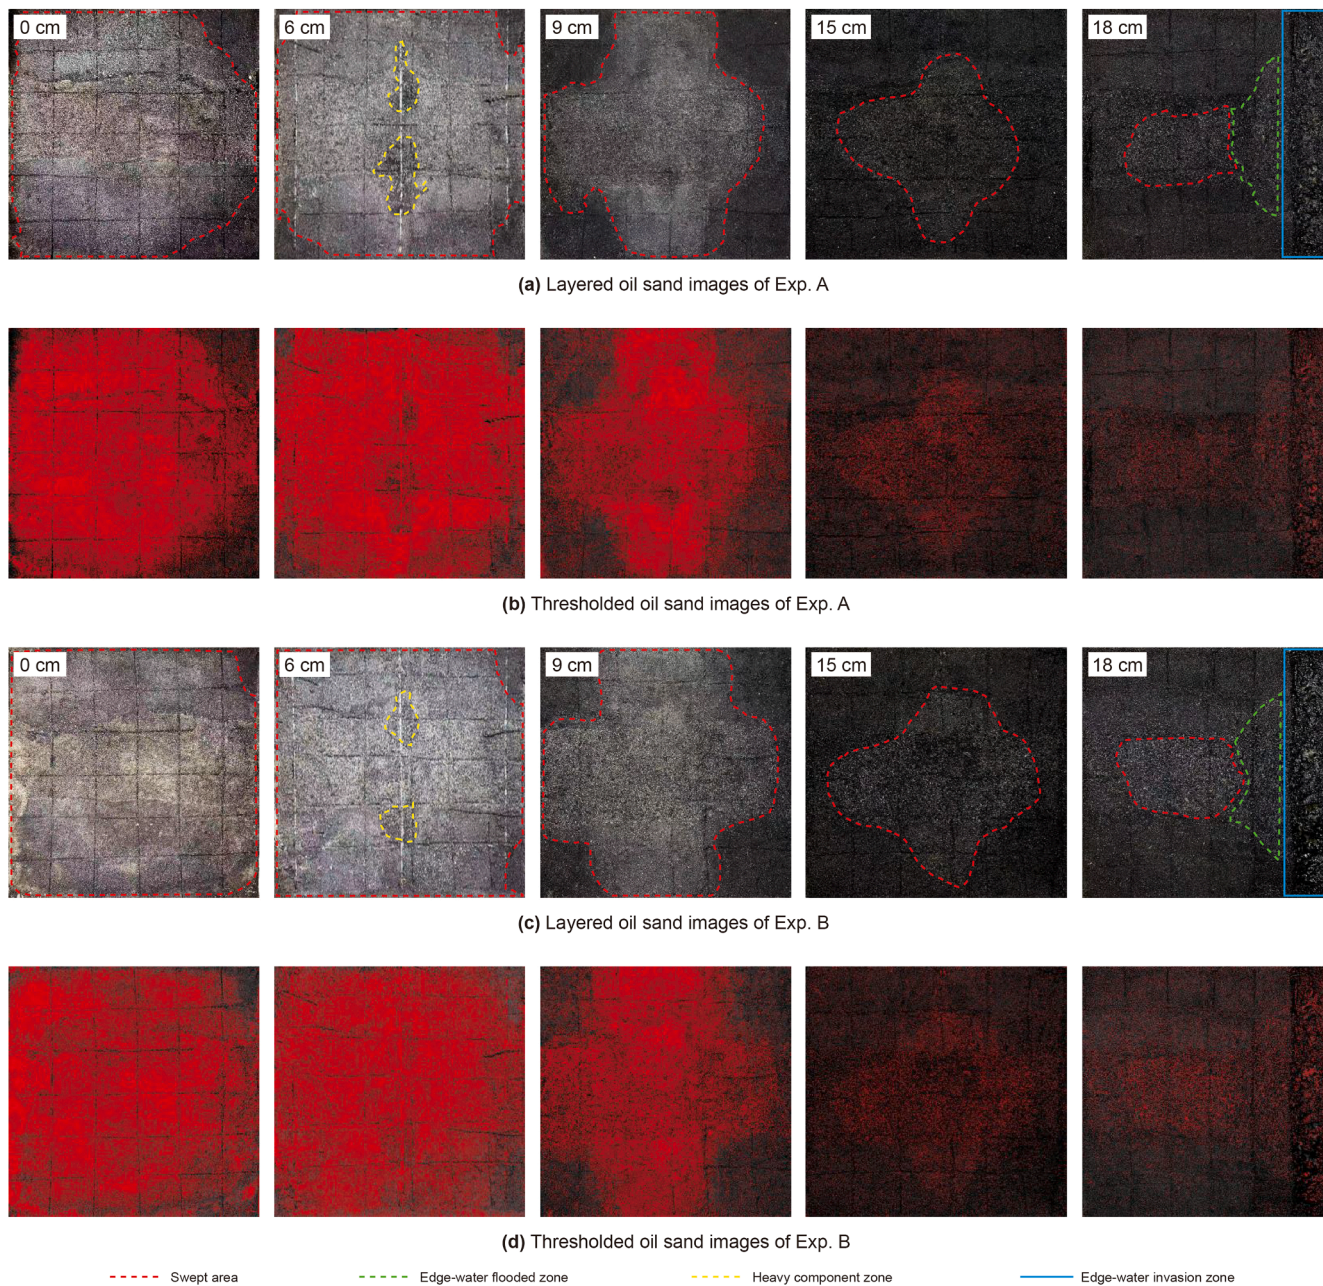 0 cm
6 cm
9 cm
15 cm
18 cm
(a) Layered oil sand images of Exp. A
(b) Thresholded oil sand images of Exp. A
0 cm
6 cm
9 cm
15 cm
18 cm
(c) Layered oil sand images of Exp. B
(d) Thresholded oil sand images of Exp. B
Swept area
Edge-water flooded zone
Heavy component zone
Edge-water invasion zone